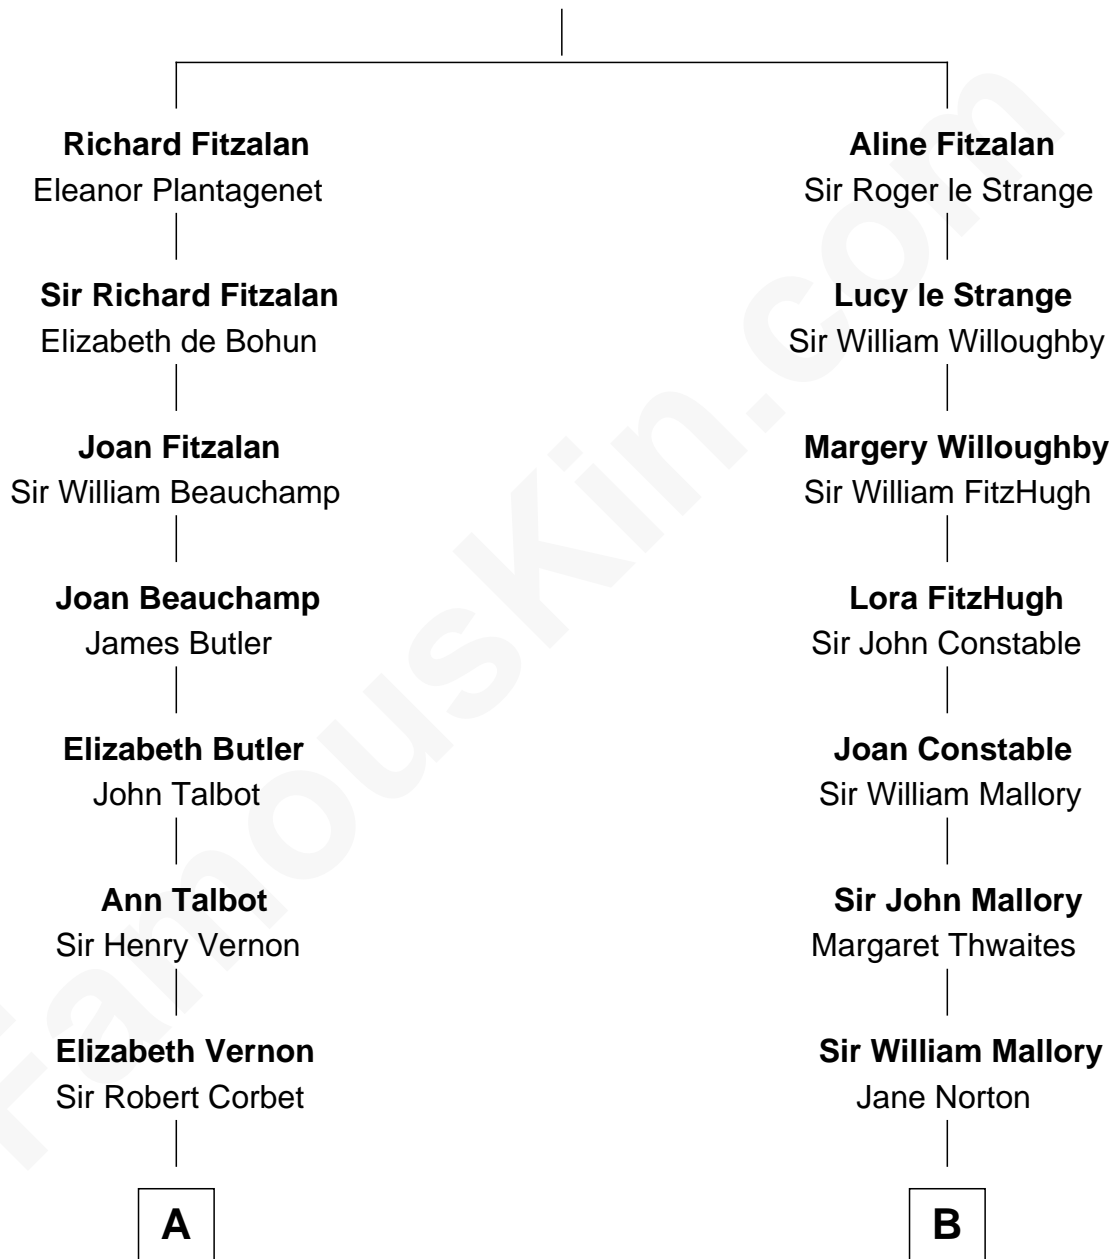 Richard Fitzalan
Eleanor Plantagenet
Sir Richard Fitzalan
Elizabeth de Bohun
Joan Fitzalan
Sir William Beauchamp
Joan Beauchamp
James Butler
Elizabeth Butler
John Talbot
Ann Talbot
Sir Henry Vernon
Elizabeth Vernon
Sir Robert Corbet
A
Aline Fitzalan
Sir Roger le Strange
Lucy le Strange
Sir William Willoughby
Margery Willoughby
Sir William FitzHugh
Lora FitzHugh
Sir John Constable
Joan Constable
Sir William Mallory
Sir John Mallory
Margaret Thwaites
Sir William Mallory
Jane Norton
B
FamousKin.com